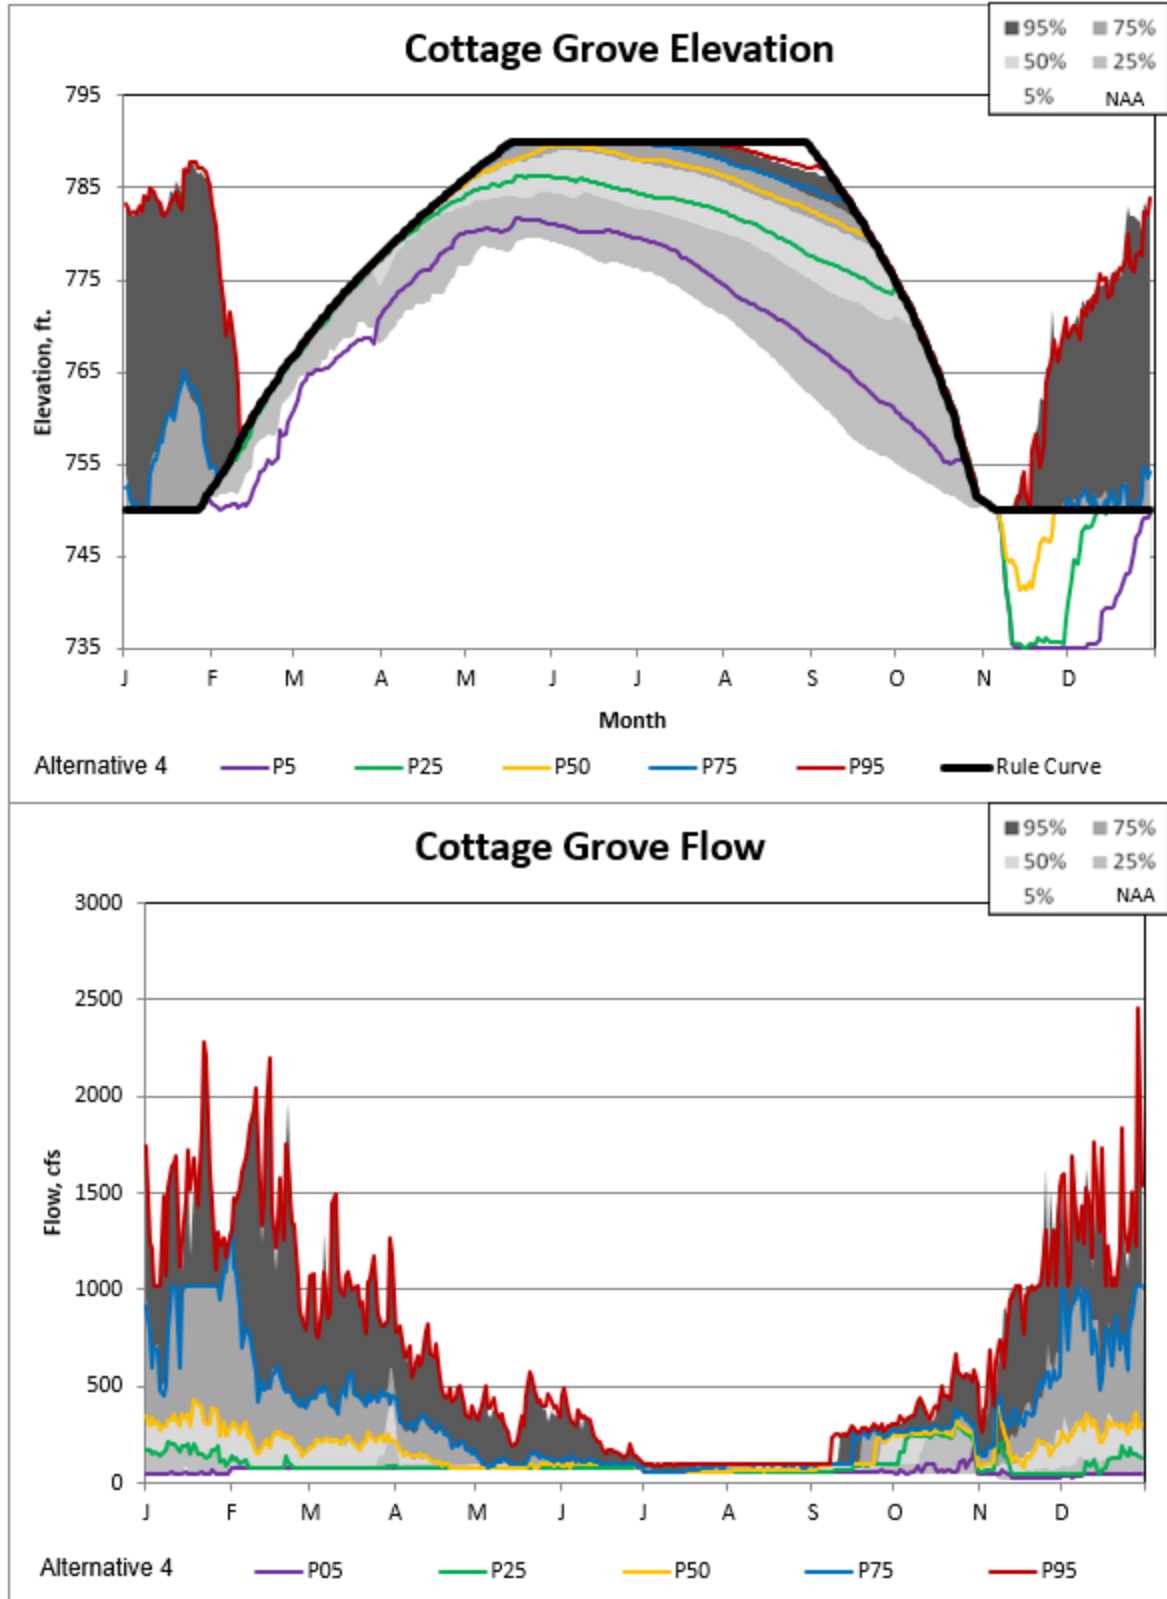 Cottage Grove Elevation
95% 75%
50% 25%
5% NAA
795
785
775
765
755
745
735
Elevation, ft.
J F M A M J J A S O N D
Month
Alternative 4 P5 P25 P50 P75 P95 Rule Curve
Cottage Grove Flow
95% 75%
50% 25%
5% NAA
3000
2500
2000
1500
1000
500
0
Flow, cfs
J F M A M J J A S O N D
Alternative 4 P05 P25 P50 P75 P95